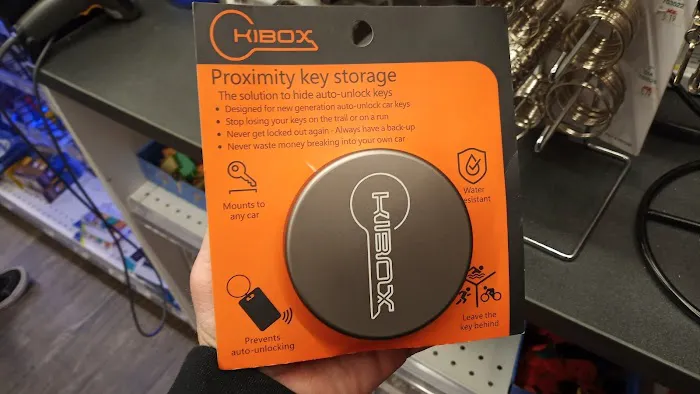 KIBOX
Proximity key storage
The solution to hide auto-unlock keys
• Designed for new generation auto-unlock car keys
• Stop losing your keys on the trail or on a run
• Never get locked out again - Always have a back-up
• Never waste money breaking into your own car
Mounts to
any car
Water
KIBOX
Prevents
auto-unlocking
Leave the
key behind